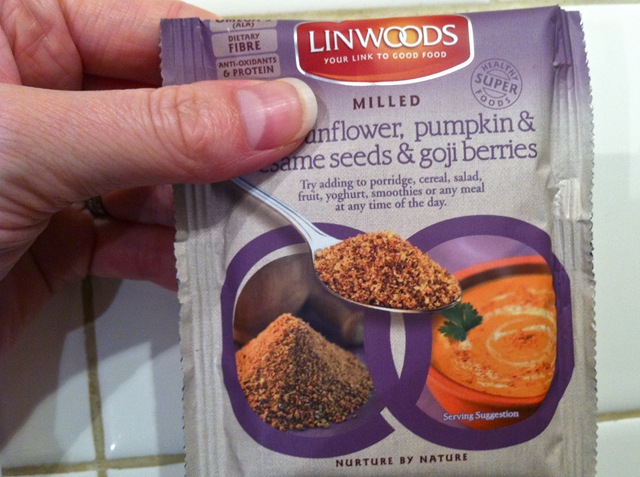 (ALA)
DIETARY
FIBRE
ANTI-OXIDANTS
& PROTEIN
LINWOODS
YOUR LINK TO GOOD FOOD
HEALTHY
SUPER
FOODS
MILLED
unflower, pumpkin &
esame seeds & goji berries
Try adding to porridge, cereal, salad,
fruit, yoghurt, smoothies or any meal
at any time of the day.
Serving Suggestion
NURTURE BY NATURE